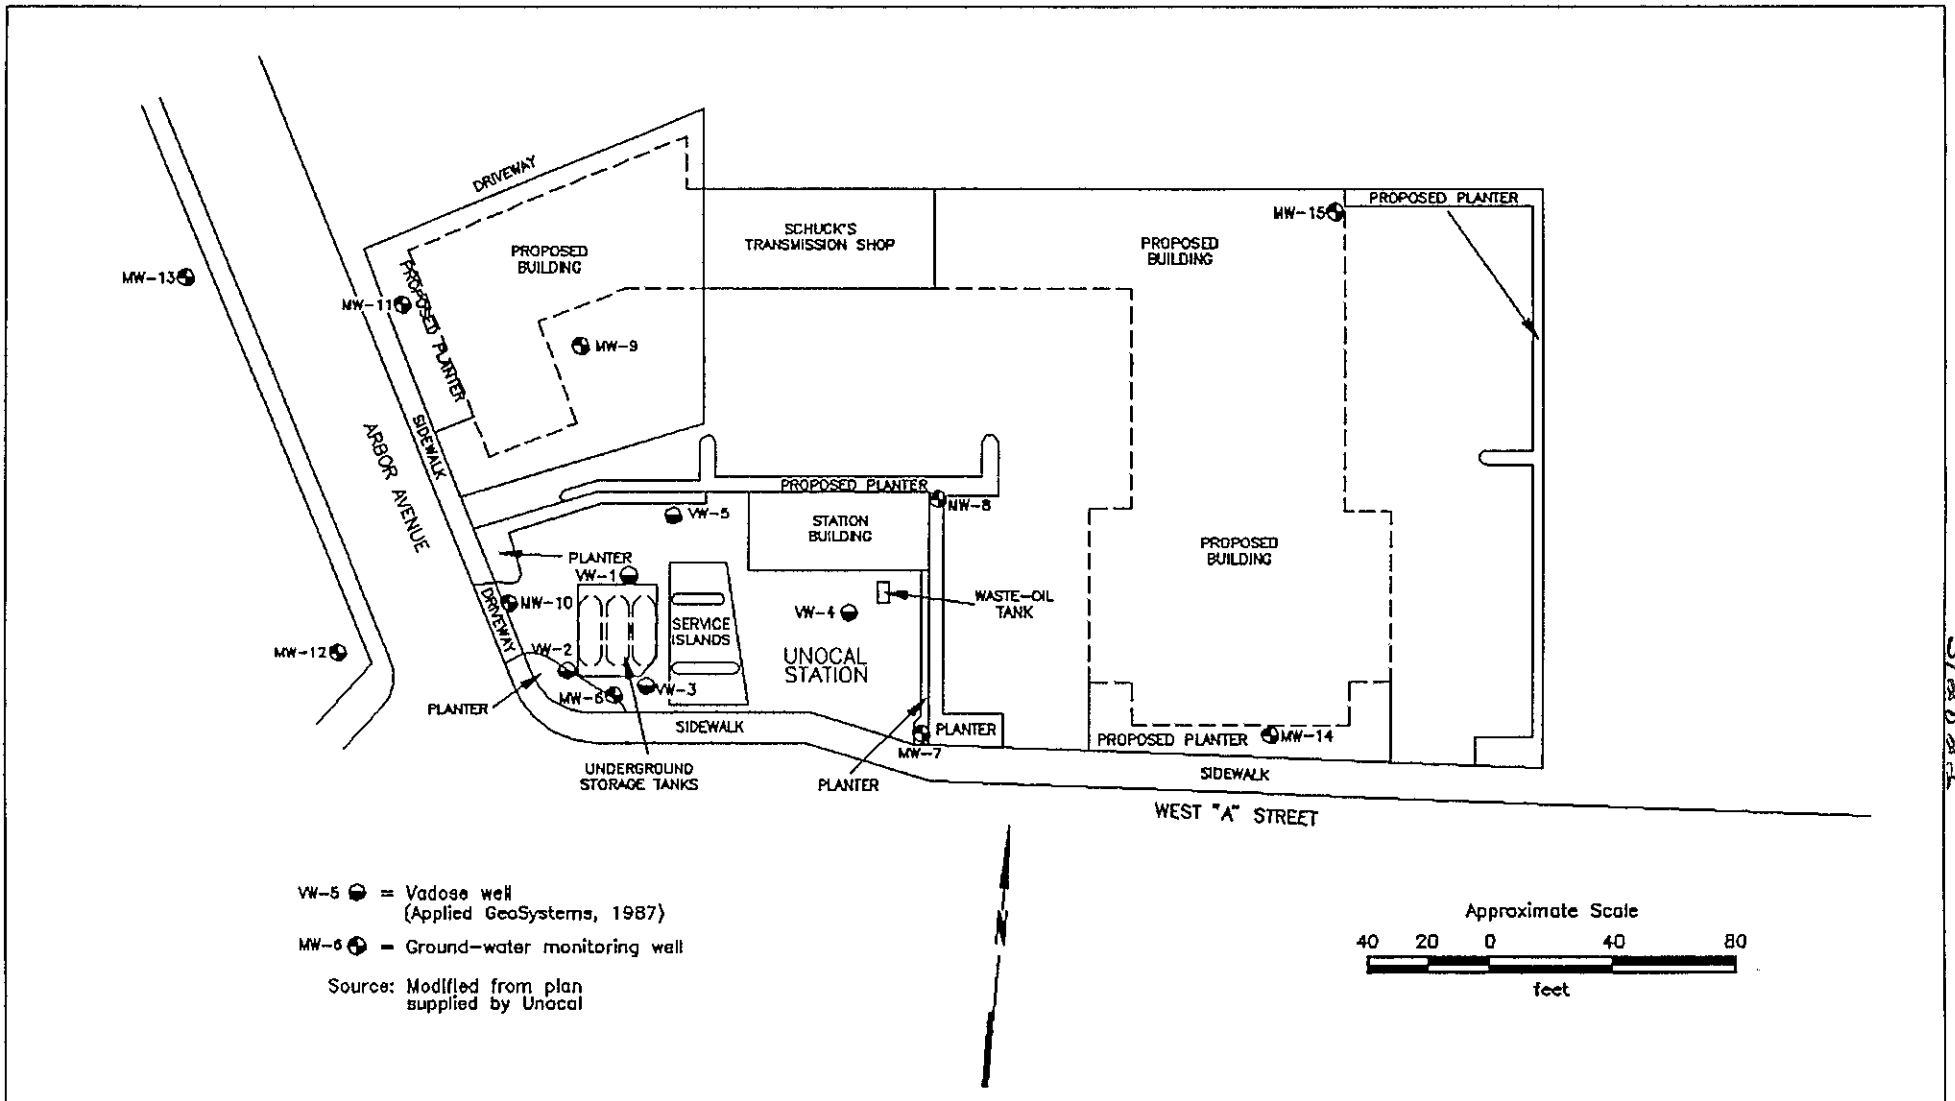 DRIVEWAY
PROPOSED PLANTER
MW-15
SCHUCK'S
TRANSMISSION SHOP
PROPOSED
BUILDING
PROPOSED
BUILDING
MW-13
MW-11
PROPOSED PLANTER
MW-9
SIDEWALK
ARBOR AVENUE
PROPOSED PLANTER
MW-8
VW-5
STATION
BUILDING
PROPOSED
BUILDING
PLANTER
VW-1
DRIVEWAY
MW-10
VW-4
WASTE-OIL
TANK
SERVICE
ISLANDS
MW-12
VW-2
UNOCAL
STATION
VW-3
MW-6
PLANTER
SIDEWALK
PLANTER
MW-7
PROPOSED PLANTER
MW-14
UNDERGROUND
STORAGE TANKS
PLANTER
SIDEWALK
WEST "A" STREET
N
VW-5 = Vadose well
(Applied GeoSystems, 1987)
MW-6 = Ground-water monitoring well
Source: Modified from plan
supplied by Unocal
Approximate Scale
40 20 0 40 80
feet